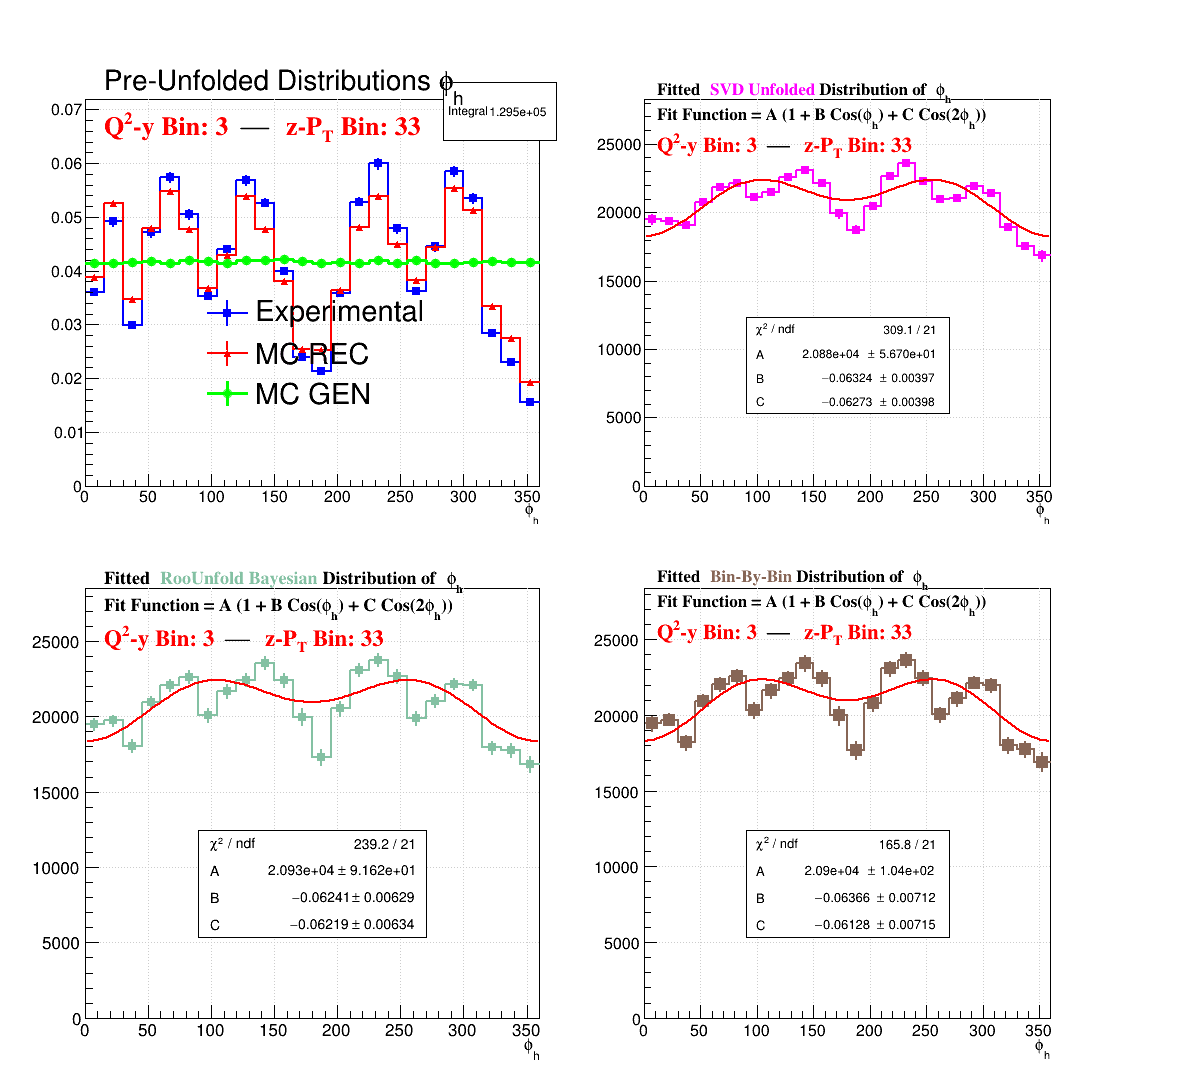 Pre-Unfolded Distributions ϕh
Integral 1.295e+05
Q²-y Bin: 3 — z-PT Bin: 33
0.07
0.06
0.05
0.04
0.03
0.02
0.01
0
Experimental
MC REC
MC GEN
0 50 100 150 200 250 300 350
ϕh
Fitted SVD Unfolded Distribution of ϕh
Fit Function = A (1 + B Cos(ϕh) + C Cos(2ϕh))
Q²-y Bin: 3 — z-PT Bin: 33
25000
20000
15000
10000
5000
0
χ² / ndf 309.1 / 21
A 2.088e+04 ± 5.670e+01
B −0.06324 ± 0.00397
C −0.06273 ± 0.00398
0 50 100 150 200 250 300 350
ϕh
Fitted RooUnfold Bayesian Distribution of ϕh
Fit Function = A (1 + B Cos(ϕh) + C Cos(2ϕh))
Q²-y Bin: 3 — z-PT Bin: 33
25000
20000
15000
10000
5000
0
χ² / ndf 239.2 / 21
A 2.093e+04 ± 9.162e+01
B −0.06241 ± 0.00629
C −0.06219 ± 0.00634
0 50 100 150 200 250 300 350
ϕh
Fitted Bin-By-Bin Distribution of ϕh
Fit Function = A (1 + B Cos(ϕh) + C Cos(2ϕh))
Q²-y Bin: 3 — z-PT Bin: 33
25000
20000
15000
10000
5000
0
χ² / ndf 165.8 / 21
A 2.09e+04 ± 1.04e+02
B −0.06366 ± 0.00712
C −0.06128 ± 0.00715
0 50 100 150 200 250 300 350
ϕh